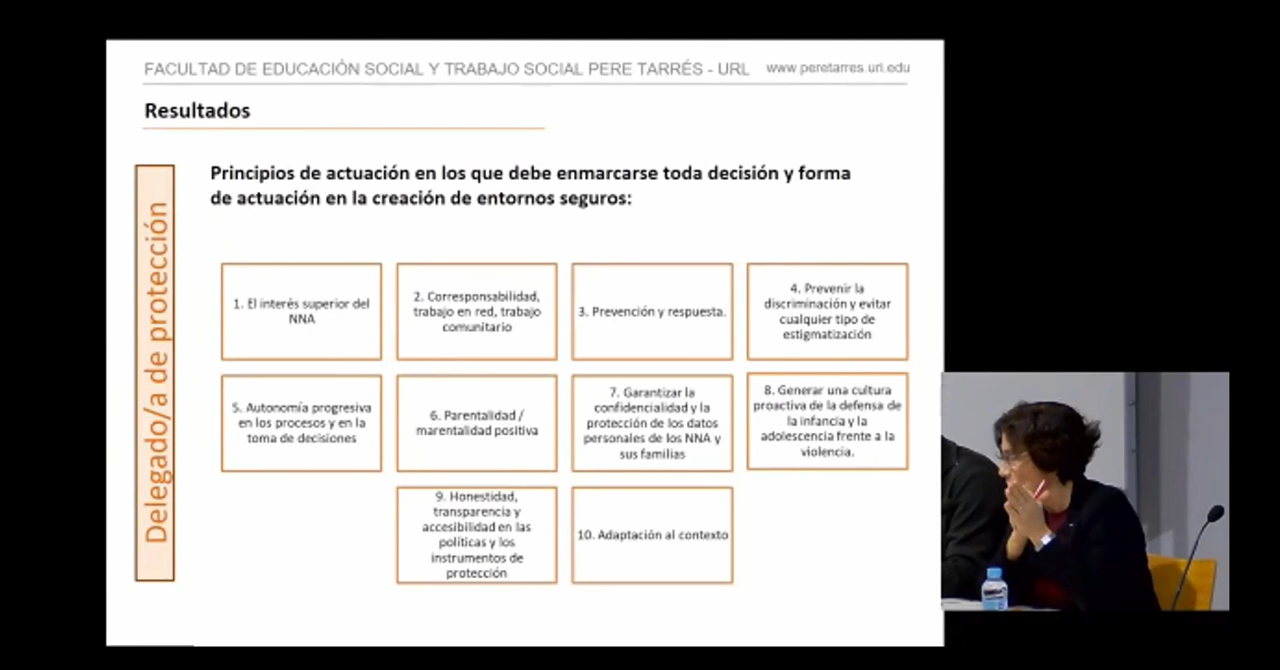 FACULTAD DE EDUCACIÓN SOCIAL Y TRABAJO SOCIAL PERE TARRÉS - URL
www.peretarres.url.edu
Resultados
Delegado/a de protección
Principios de actuación en los que debe enmarcarse toda decisión y forma
de actuación en la creación de entornos seguros:
1. El interés superior del
NNA
2. Corresponsabilidad,
trabajo en red, trabajo
comunitario
3. Prevención y respuesta.
4. Prevenir la
discriminación y evitar
cualquier tipo de
estigmatización
5. Autonomía progresiva
en los procesos y en la
toma de decisiones
6. Parentalidad /
marentalidad positiva
7. Garantizar la
confidencialidad y la
protección de los datos
personales de los NNA y
sus familias
8. Generar una cultura
proactiva de la defensa de
la infancia y la
adolescencia frente a la
violencia.
9. Honestidad,
transparencia y
accesibilidad en las
políticas y los
instrumentos de
protección
10. Adaptación al contexto